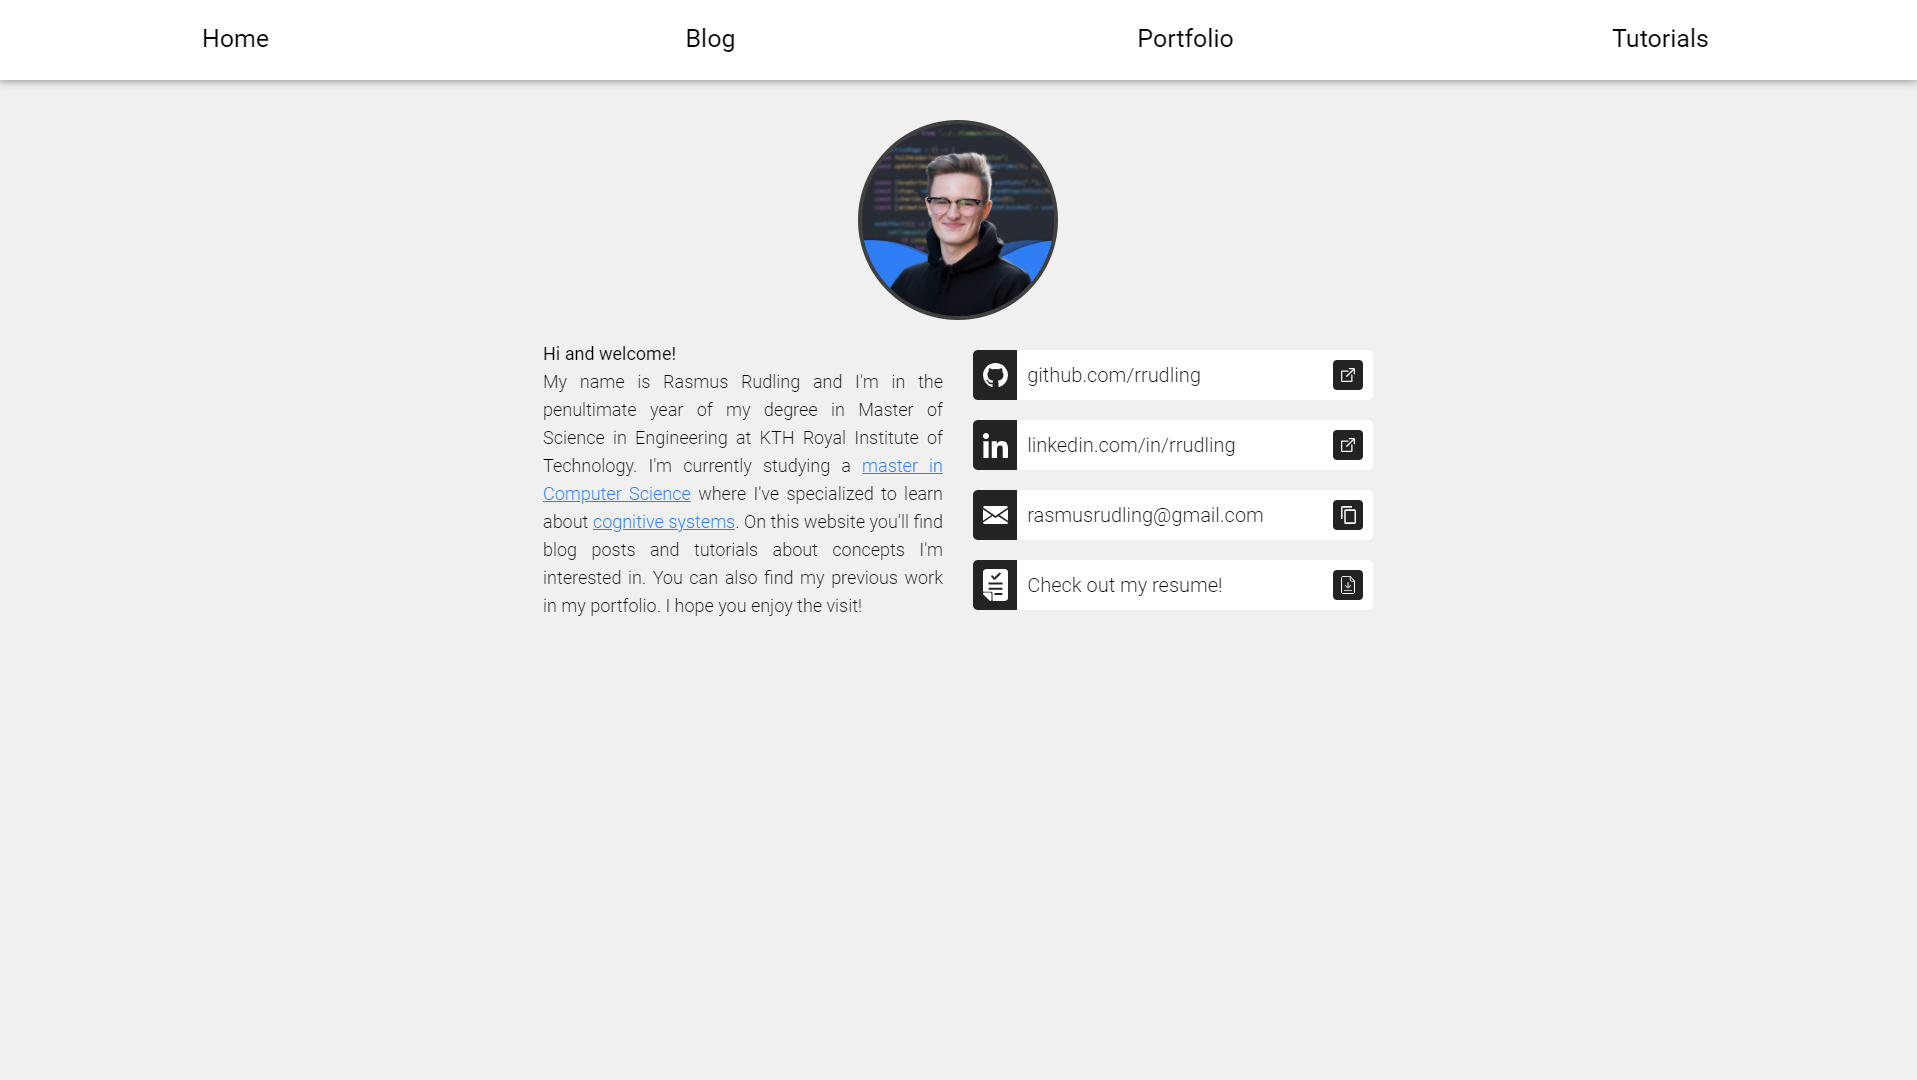 Home
Blog
Portfolio
Tutorials
Hi and welcome!
My name is Rasmus Rudling and I'm in the
penultimate year of my degree in Master of
Science in Engineering at KTH Royal Institute of
Technology. I'm currently studying a master in
Computer Science where I've specialized to learn
about cognitive systems. On this website you'll find
blog posts and tutorials about concepts I'm
interested in. You can also find my previous work
in my portfolio. I hope you enjoy the visit!
github.com/rrudling
linkedin.com/in/rrudling
rasmusrudling@gmail.com
Check out my resume!